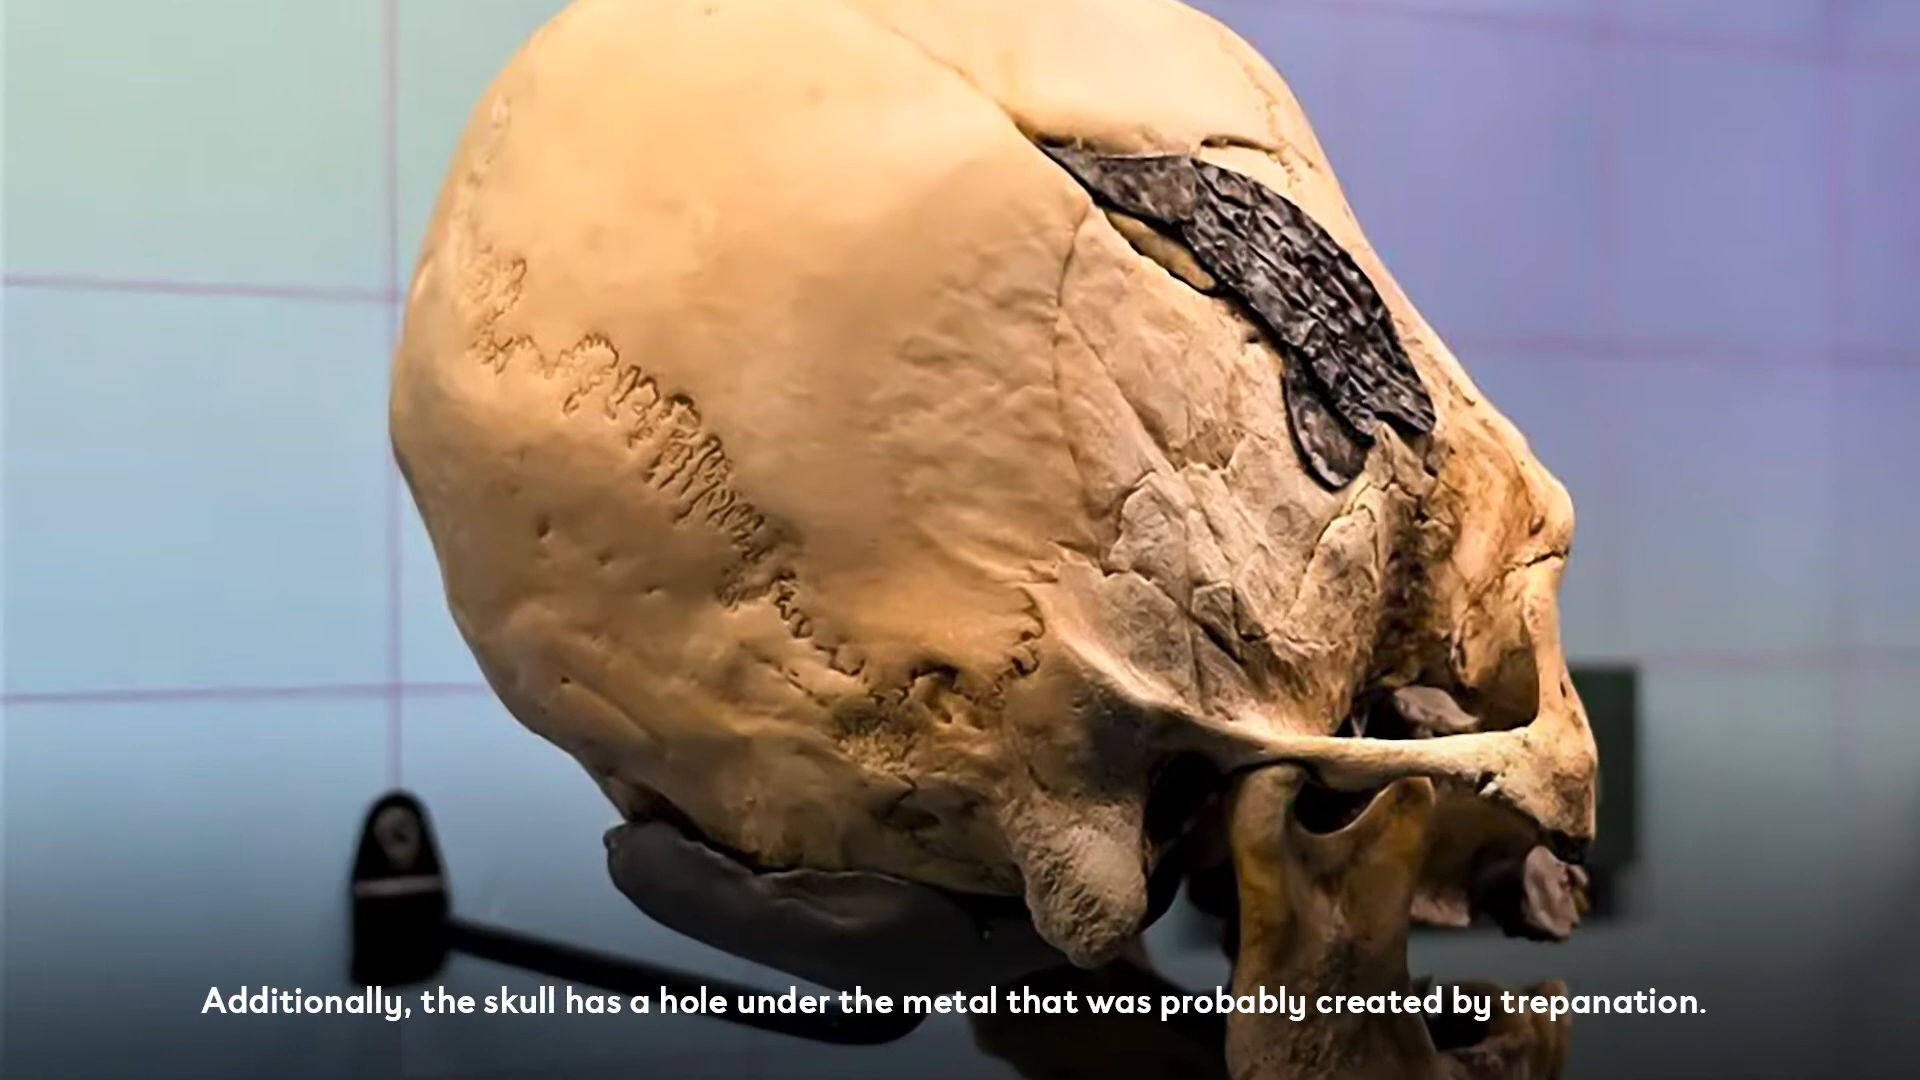 Additionally, the skull has a hole under the metal that was probably created by trepanation.